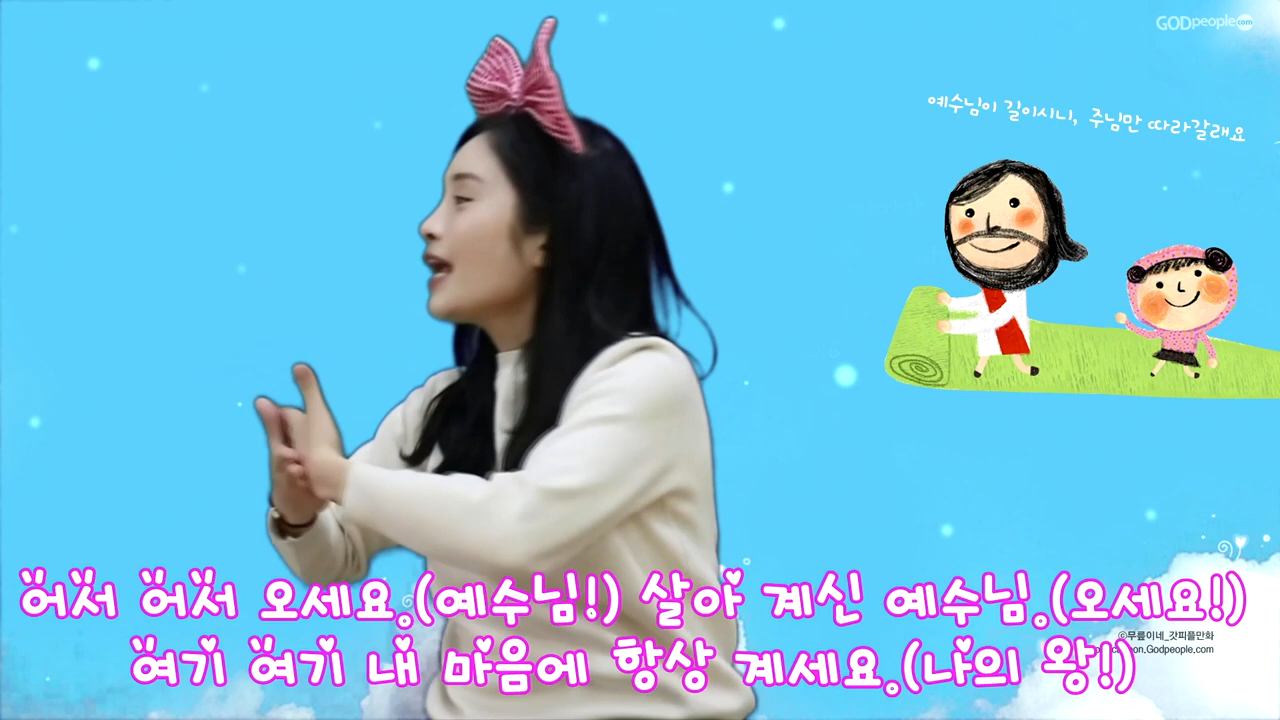 GODpeople.com
예수님이 길이시니, 주님만 따라갈래요
어서 어서 오세요.(예수님!) 살아 계신 예수님.(오세요!)
©무릎이네_갓피플만화
여기 여기 내 마음에 항상 계세요.(나의 왕!)